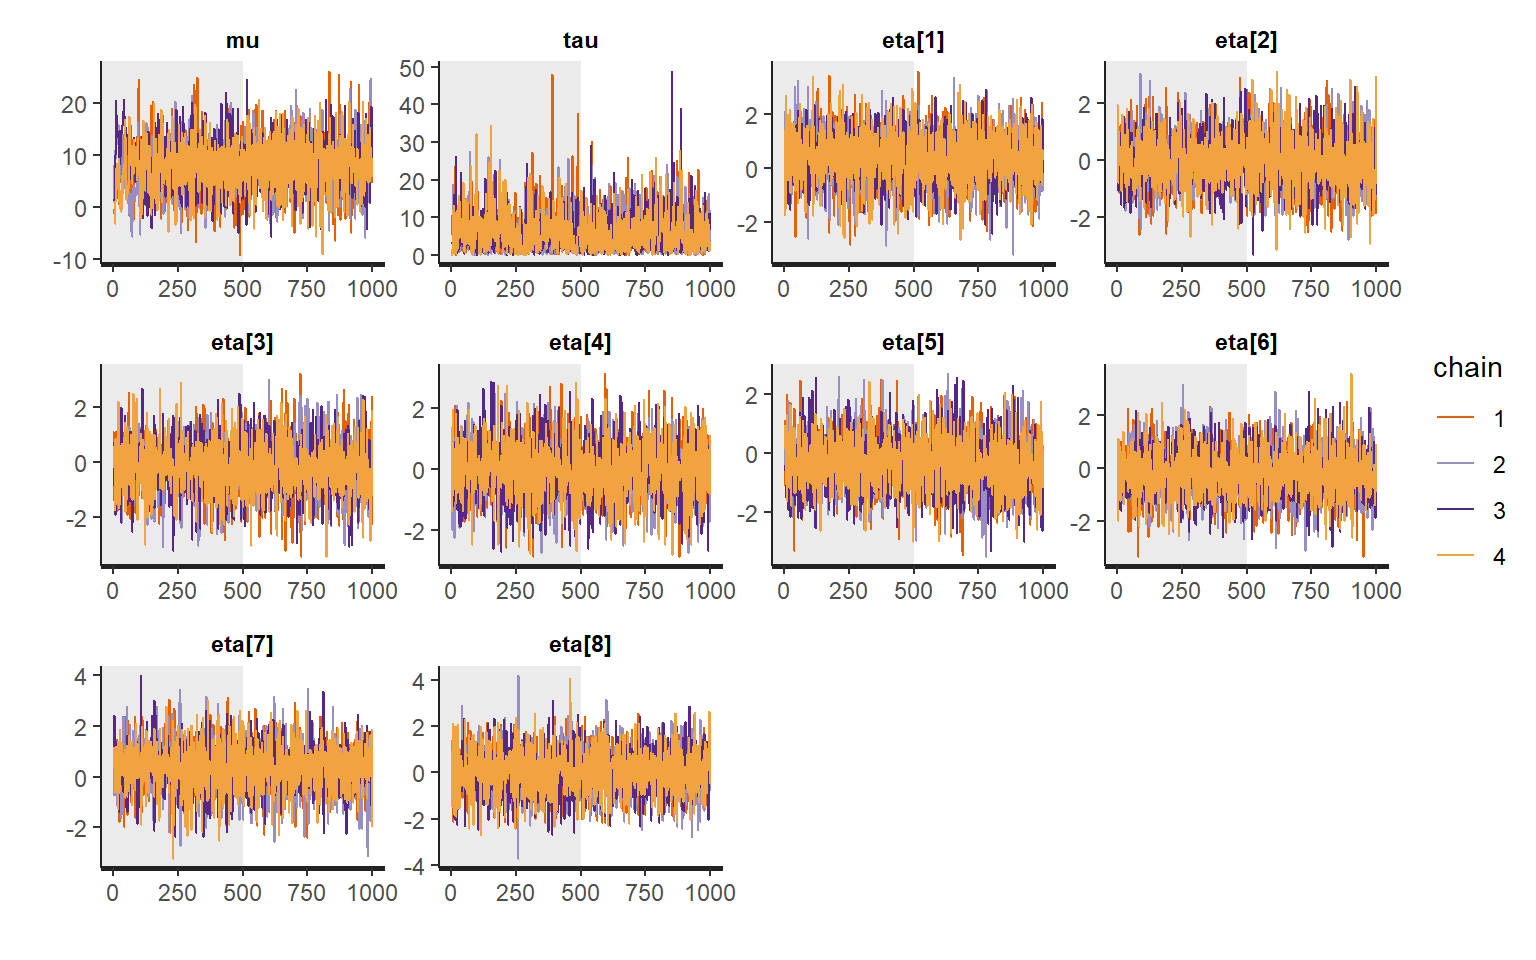 mu tau eta[1] eta[2]
20 50 2 2
10 40 0 0
0 30 -2 -2
-10 20
10
0
0 250 500 750 1000 0 250 500 750 1000 0 250 500 750 1000 0 250 500 750 1000
eta[3] eta[4] eta[5] eta[6]
2 2 2 2
0 0 0 0
-2 -2 -2 -2
0 250 500 750 1000 0 250 500 750 1000 0 250 500 750 1000 0 250 500 750 1000
eta[7] eta[8]
4 4
2 2
0 0
-2 -2
-4
0 250 500 750 1000 0 250 500 750 1000
chain
1
2
3
4